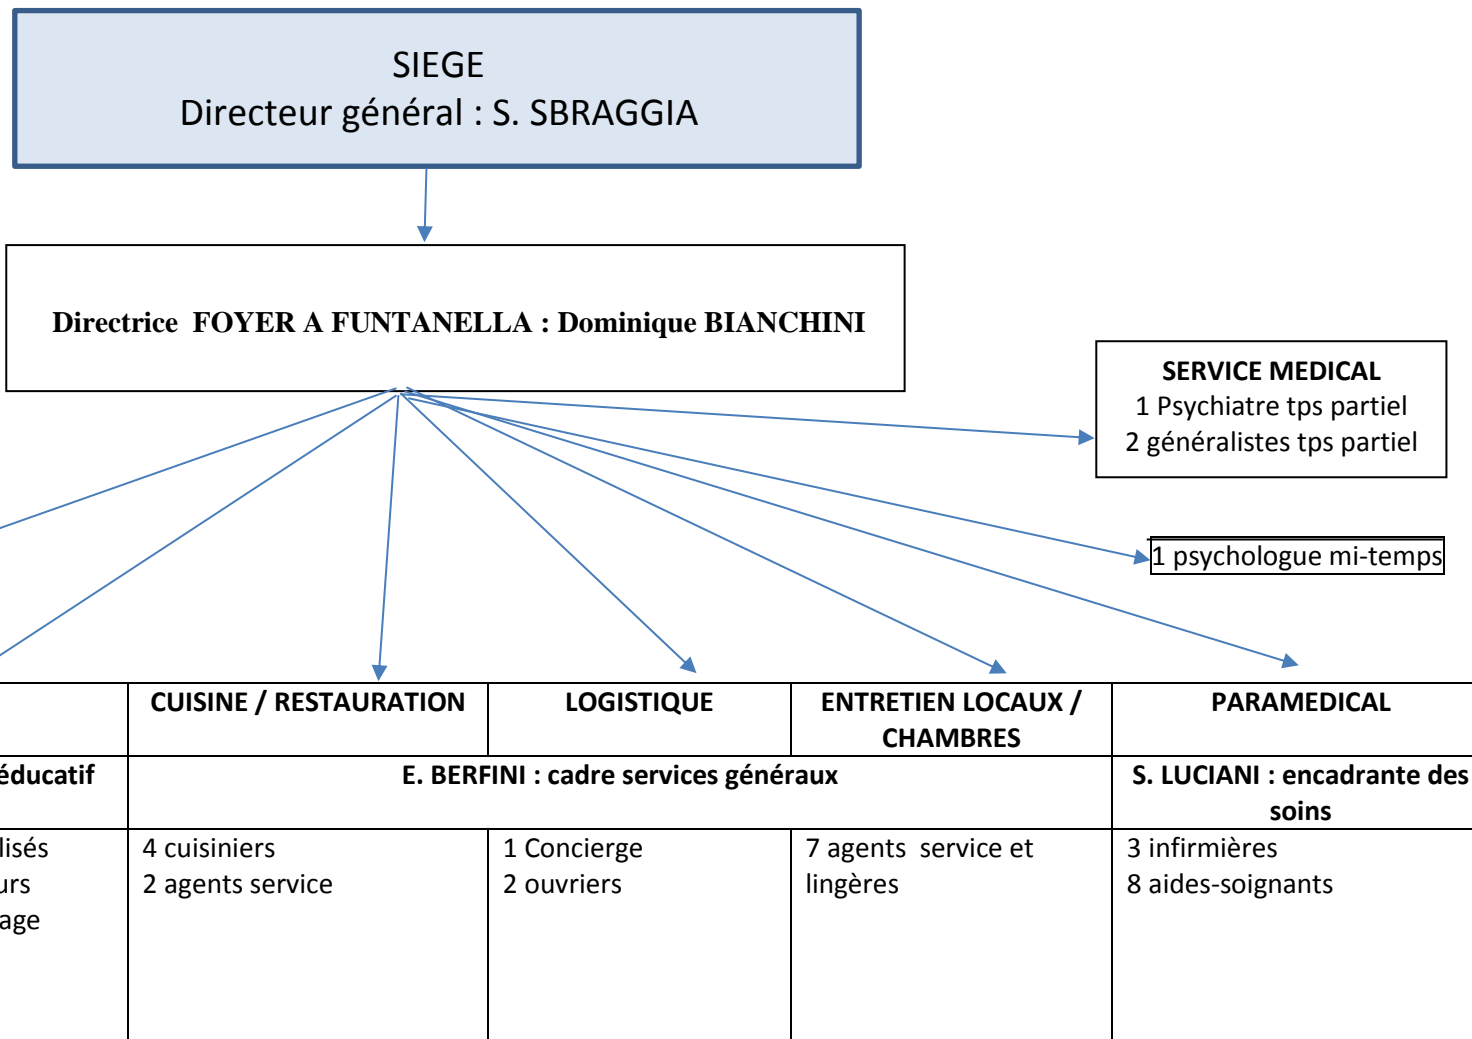 SIEGE
Directeur général : S. SBRAGGIA
Directrice FOYER A FUNTANELLA : Dominique BIANCHINI
SERVICE MEDICAL
1 Psychiatre tps partiel
2 généralistes tps partiel
1 psychologue mi-temps
CUISINE / RESTAURATION
LOGISTIQUE
ENTRETIEN LOCAUX /
CHAMBRES
PARAMEDICAL
éducatif
E. BERFINI : cadre services généraux
S. LUCIANI : encadrante des
soins
lisés
urs
age
4 cuisiniers
2 agents service
1 Concierge
2 ouvriers
7 agents service et
lingères
3 infirmières
8 aides-soignants